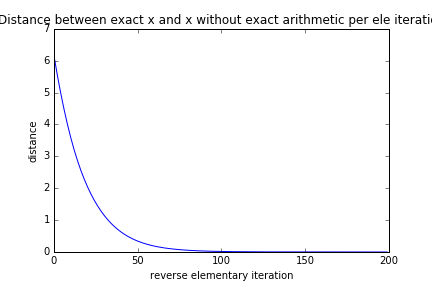 Distance between exact x and x without exact arithmetic per ele iterati
7
6
5
4
3
2
1
0
distance
0 50 100 150 200
reverse elementary iteration